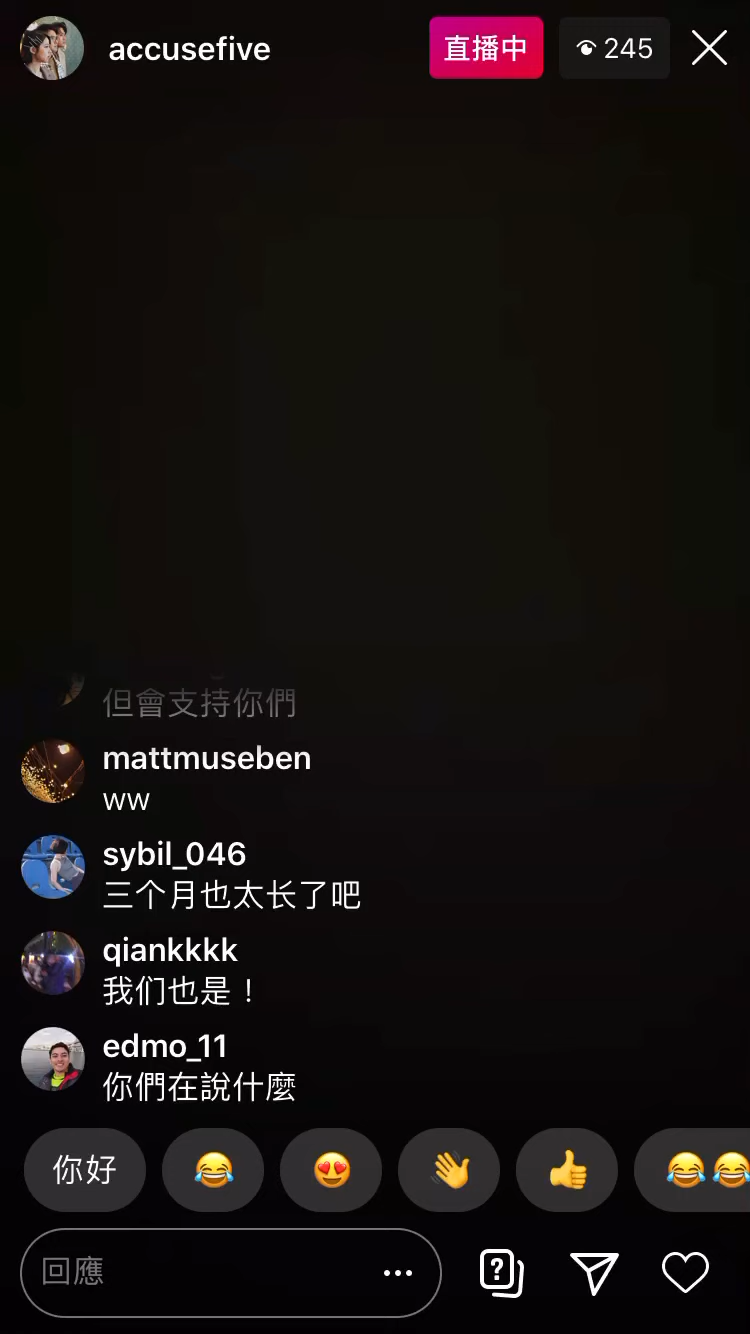 accusefive
直播中
245
但會支持你們
mattmuseben
ww
sybil_046
三个月也太长了吧
qiankkkk
我们也是！
edmo_11
你們在說什麼
你好
回應